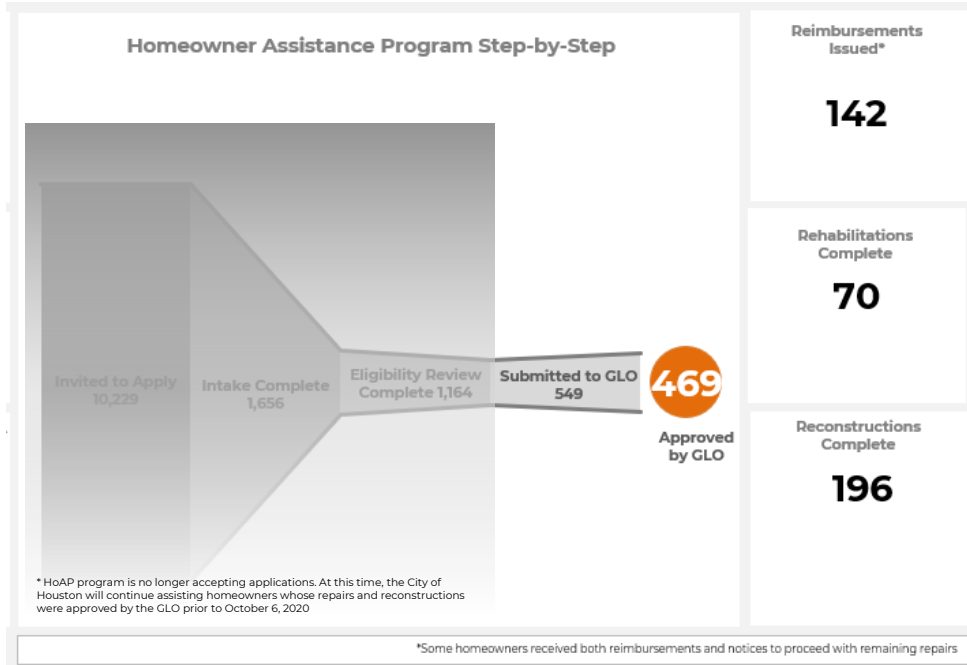 Homeowner Assistance Program Step-by-Step
Invited to Apply
10,229
Intake Complete
1,656
Eligibility Review
Complete 1,164
Submitted to GLO
549
469
Approved
by GLO
* HoAP program is no longer accepting applications. At this time, the City of
Houston will continue assisting homeowners whose repairs and reconstructions
were approved by the GLO prior to October 6, 2020
Reimbursements
Issued*
142
Rehabilitations
Complete
70
Reconstructions
Complete
196
*Some homeowners received both reimbursements and notices to proceed with remaining repairs